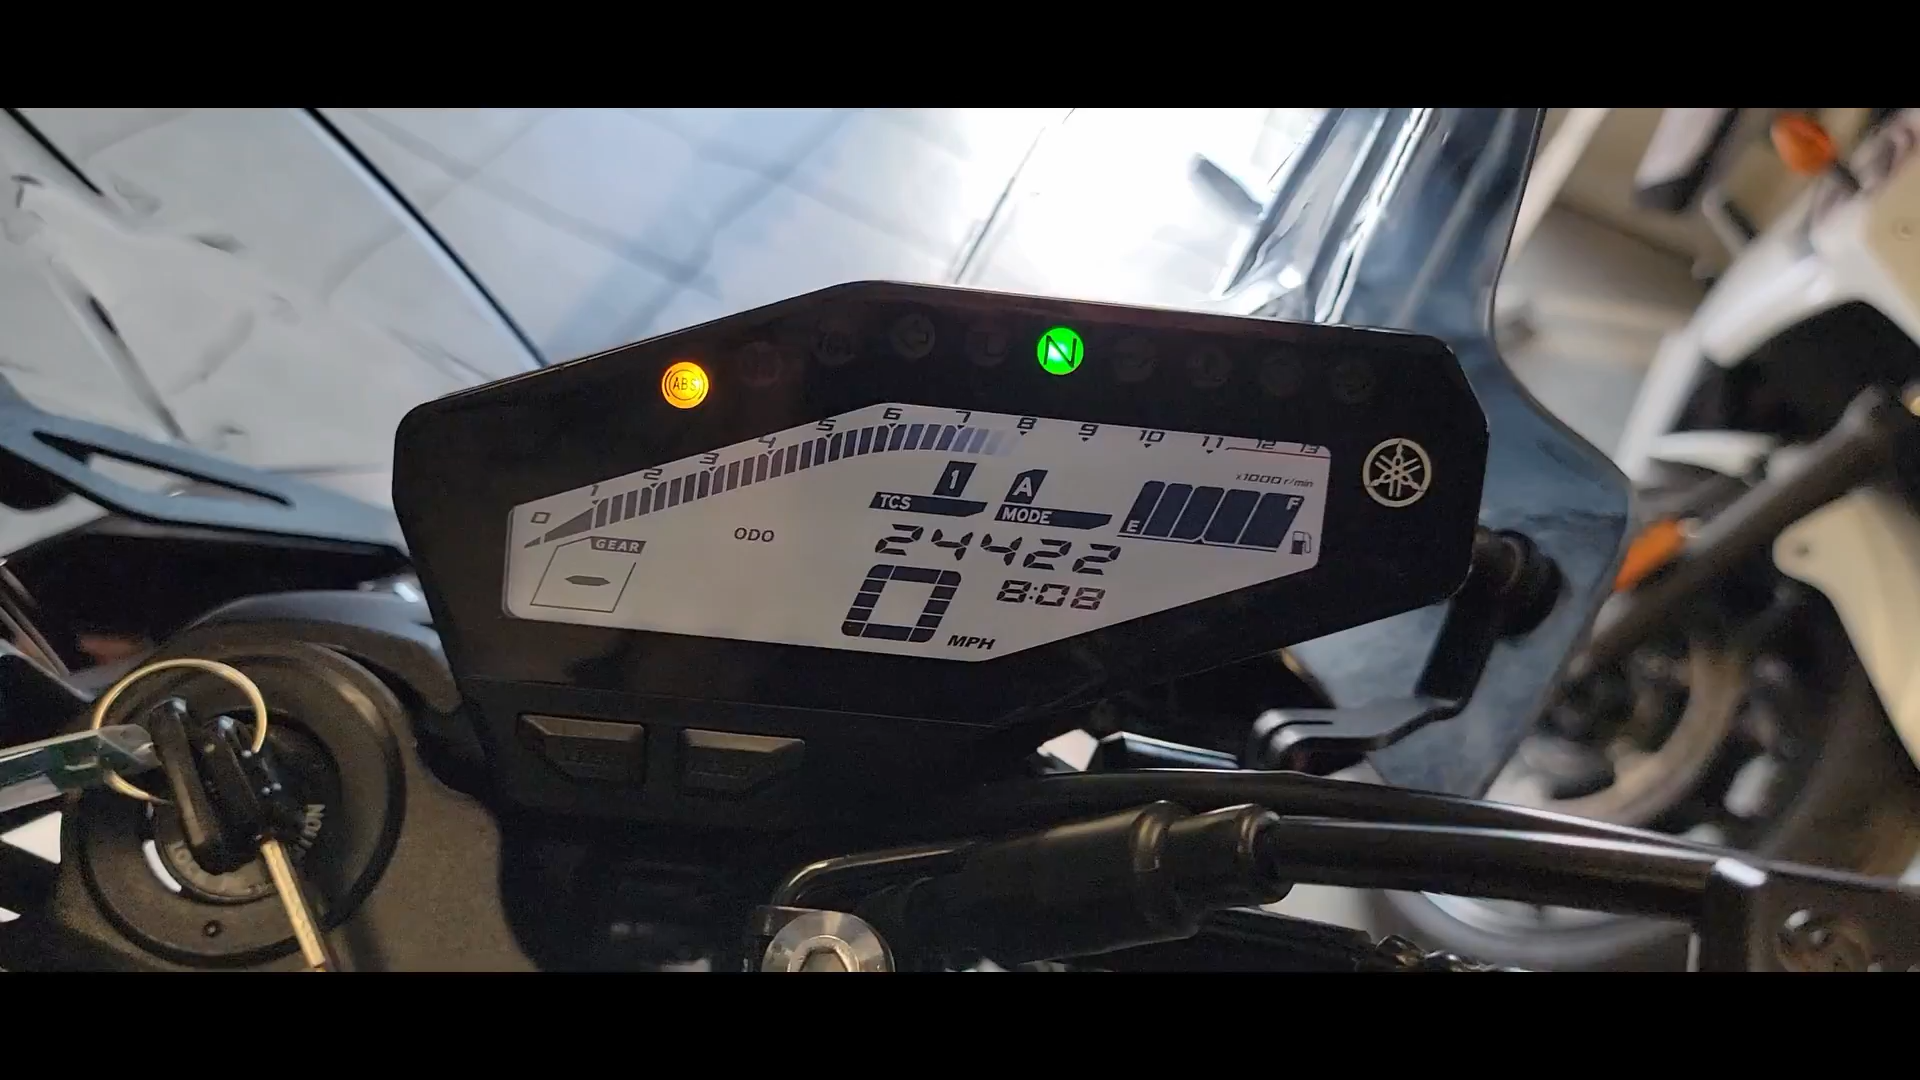 ABS
N
0 1 2 3 4 5 6 7 8 9 10 11 12 13
x1000 r/min
TCS 1
A MODE
E F
GEAR
ODO
24422
8:08
0 MPH